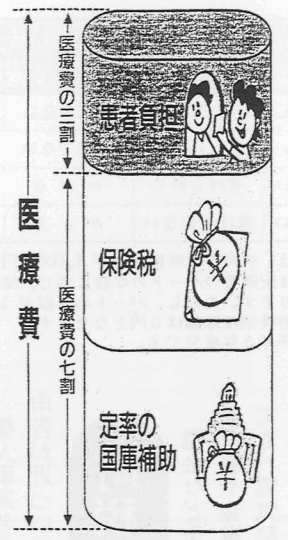 医療費
医療費の三割
医療費の七割
患者負担
保険税
定率の
国庫補助